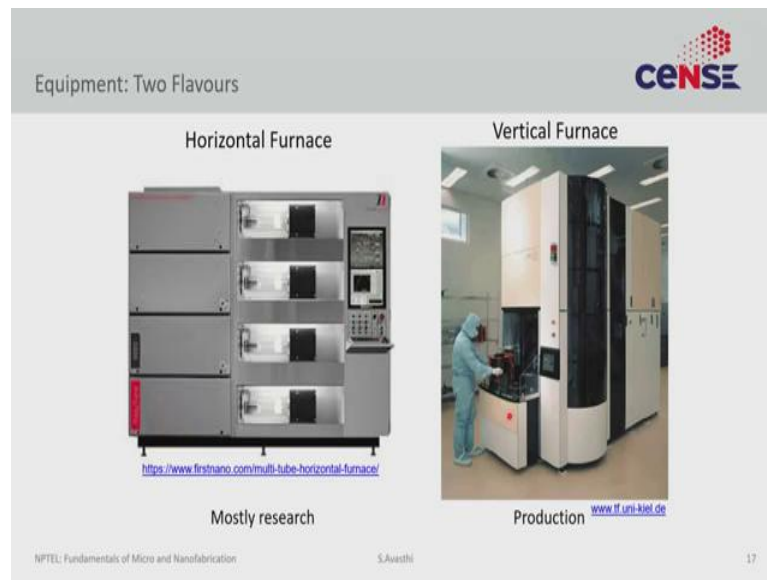 Equipment: Two Flavours
CENSE
Horizontal Furnace
Vertical Furnace
https://www.firstnano.com/multi-tube-horizontal-furnace/
www.tf.uni-kiel.de
Mostly research
Production
NPTEL: Fundamentals of Micro and Nanofabrication
S.Avasthi
17